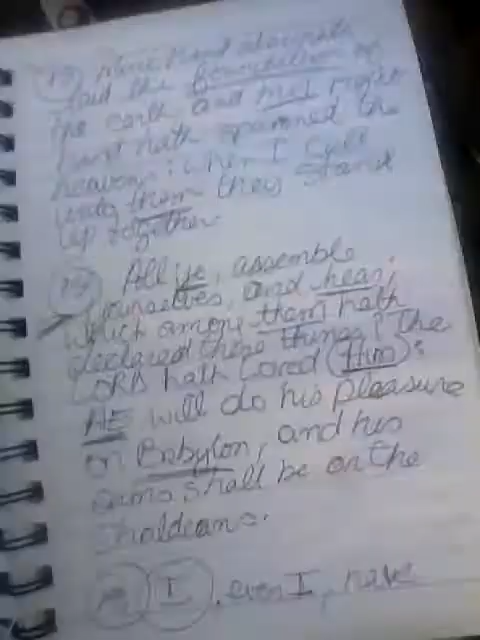 13) Mine hand also hath
laid the foundation of
the earth and my right
hand hath spanned the
heavens: when I call
unto them they stand
up together
14) All ye, assemble
yourselves, and hear;
which among them hath
declared these things? The
LORD hath loved (him):
HE will do his pleasure
on Babylon, and his
arms shall be on the
Chaldeans.
I, even I, have